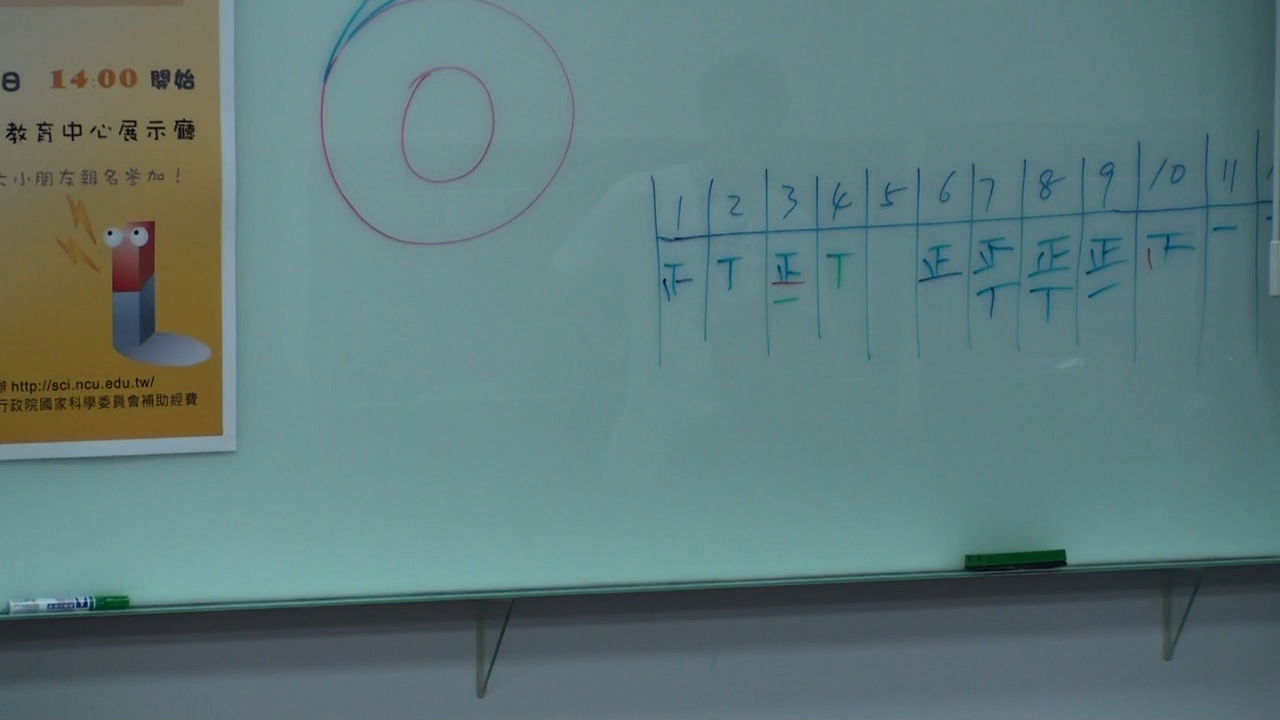 日 14:00 開始
教育中心展示廳
小朋友報名參加！
辦 http://sci.ncu.edu.tw/
行政院國家科學委員會補助經費
1 2 3 4 5 6 7 8 9 10 11
正 T 正 T 正 正 正 正 正 一
一 T T 一